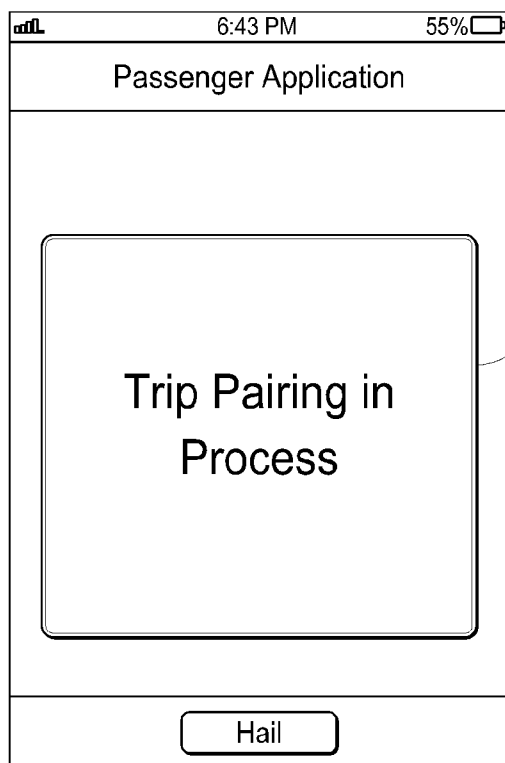 6:43 PM 55%
Passenger Application
Trip Pairing in
Process
Hail